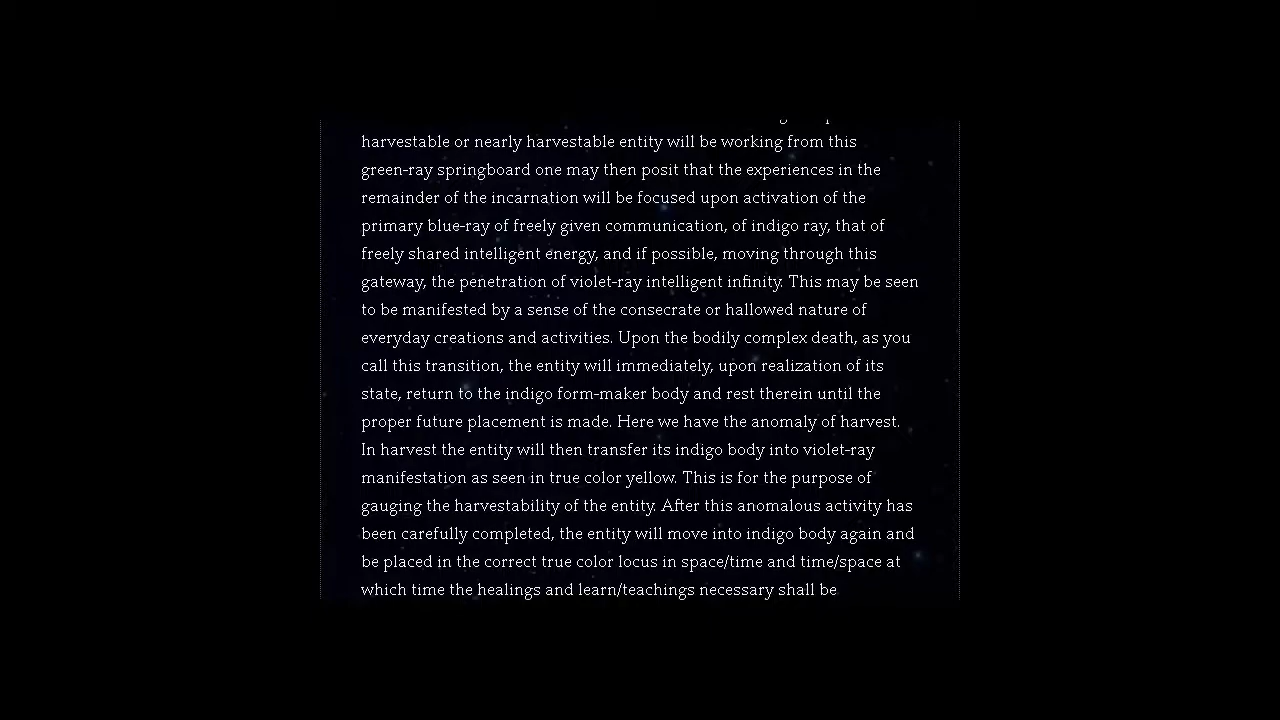 harvestable or nearly harvestable entity will be working from this
green-ray springboard one may then posit that the experiences in the
remainder of the incarnation will be focused upon activation of the
primary blue-ray of freely given communication, of indigo ray, that of
freely shared intelligent energy, and if possible, moving through this
gateway, the penetration of violet-ray intelligent infinity. This may be seen
to be manifested by a sense of the consecrate or hallowed nature of
everyday creations and activities. Upon the bodily complex death, as you
call this transition, the entity will immediately, upon realization of its
state, return to the indigo form-maker body and rest therein until the
proper future placement is made. Here we have the anomaly of harvest.
In harvest the entity will then transfer its indigo body into violet-ray
manifestation as seen in true color yellow. This is for the purpose of
gauging the harvestability of the entity. After this anomalous activity has
been carefully completed, the entity will move into indigo body again and
be placed in the correct true color locus in space/time and time/space at
which time the healings and learn/teachings necessary shall be